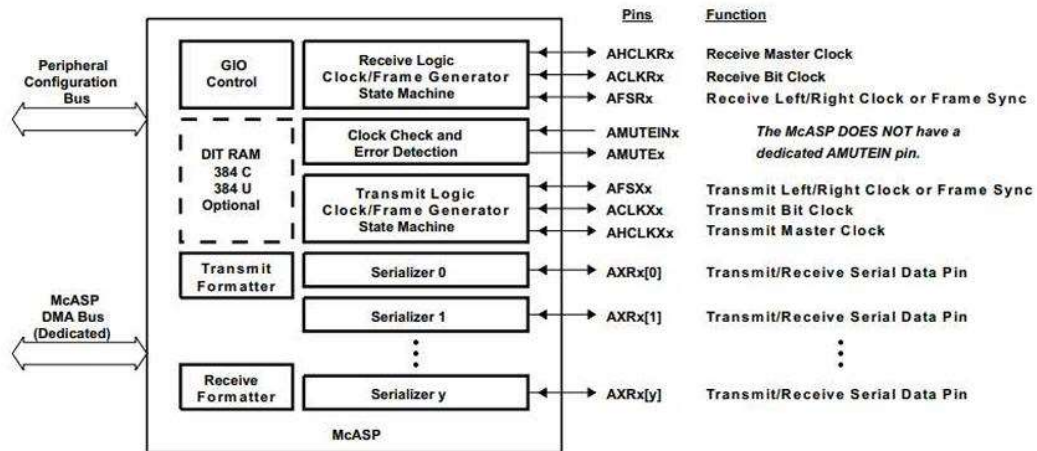 Pins Function
Peripheral
Configuration
Bus
GIO
Control
Receive Logic
Clock/Frame Generator
State Machine
AHCLKRx Receive Master Clock
ACLKRx Receive Bit Clock
AFSRx Receive Left/Right Clock or Frame Sync
DIT RAM
384 C
384 U
Optional
Clock Check and
Error Detection
AMUTEINx
AMUTEx
The McASP DOES NOT have a
dedicated AMUTEIN pin.
Transmit Logic
Clock/Frame Generator
State Machine
AFSXx Transmit Left/Right Clock or Frame Sync
ACLKXx Transmit Bit Clock
AHCLKXx Transmit Master Clock
Transmit
Formatter
Serializer 0
AXRx[0] Transmit/Receive Serial Data Pin
McASP
DMA Bus
(Dedicated)
Serializer 1
AXRx[1] Transmit/Receive Serial Data Pin
Receive
Formatter
Serializer y
AXRx[y] Transmit/Receive Serial Data Pin
McASP